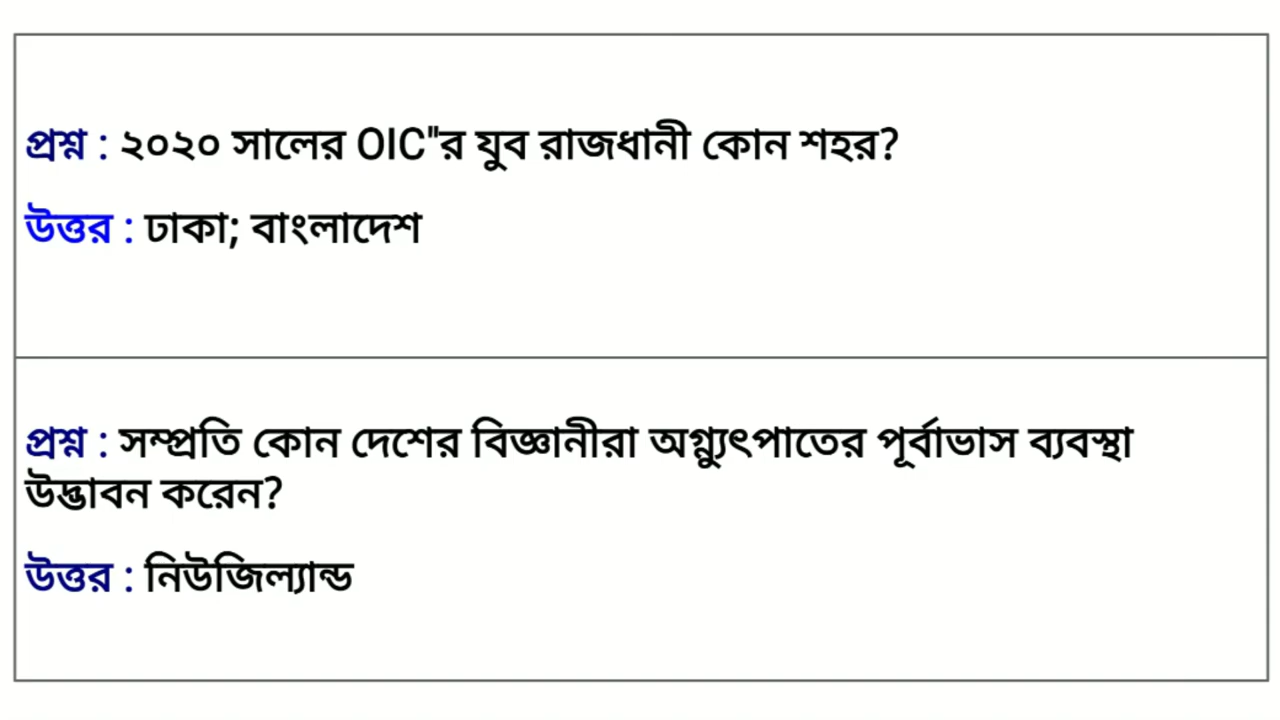 প্রশ্ন : ২০২০ সালের OIC"র যুব রাজধানী কোন শহর?
উত্তর : ঢাকা; বাংলাদেশ
প্রশ্ন : সম্প্রতি কোন দেশের বিজ্ঞানীরা অগ্ন্যুৎপাতের পূর্বাভাস ব্যবস্থা
উদ্ভাবন করেন?
উত্তর : নিউজিল্যান্ড